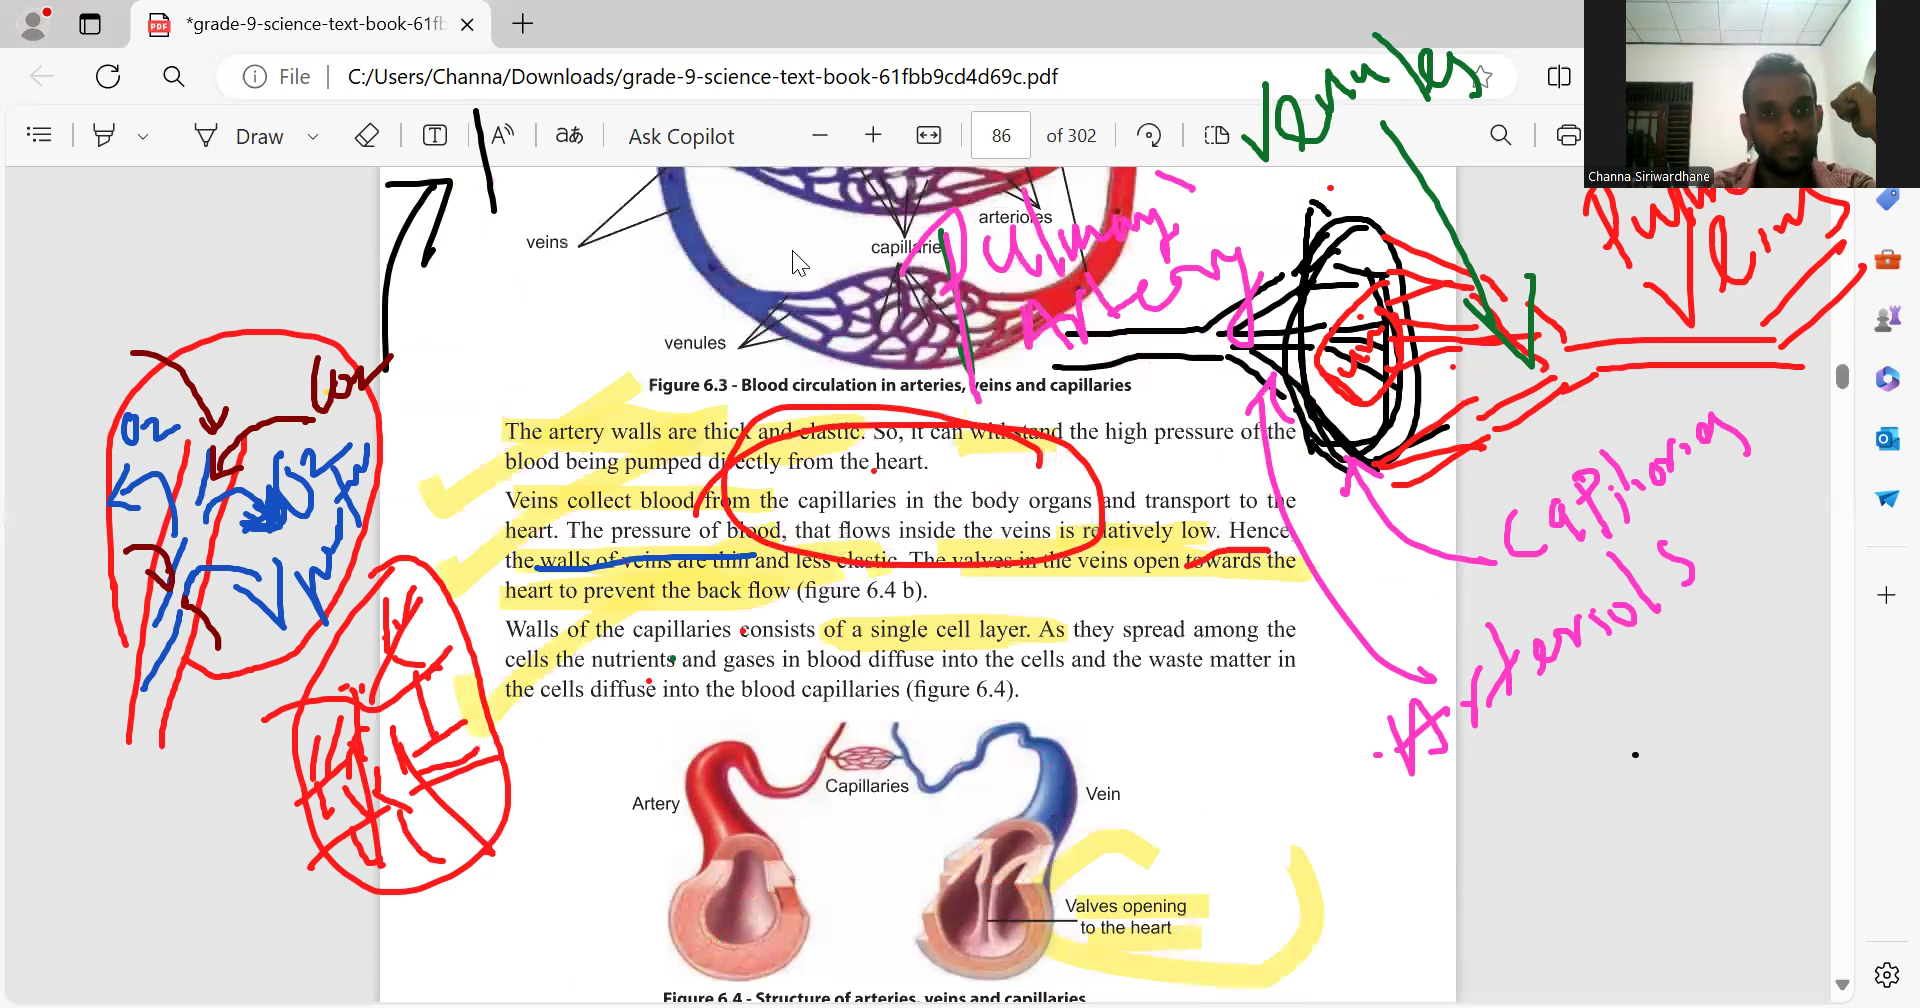 *grade-9-science-text-book-61fb
File
C:/Users/Channa/Downloads/grade-9-science-text-book-61fbb9cd4d69c.pdf
Draw
Ask Copilot
86 of 302
Channa Siriwardhane
Venules
veins
arterioles
capillarie
Pulmonary
Artery
venules
Figure 6.3 - Blood circulation in arteries, veins and capillaries
Co2
O2
The artery walls are thick and elastic. So, it can withstand the high pressure of the
blood being pumped directly from the heart.
Veins collect blood from the capillaries in the body organs and transport to the
heart. The pressure of blood, that flows inside the veins is relatively low. Hence,
the walls of veins are thin and less elastic. The valves in the veins open towards the
heart to prevent the back flow (figure 6.4 b).
Walls of the capillaries consists of a single cell layer. As they spread among the
cells the nutrients and gases in blood diffuse into the cells and the waste matter in
the cells diffuse into the blood capillaries (figure 6.4).
Artersols
Capilories
Artery
Capillaries
Vein
Valves opening
to the heart
Figure 6.4 - Structure of arteries, veins and capillaries